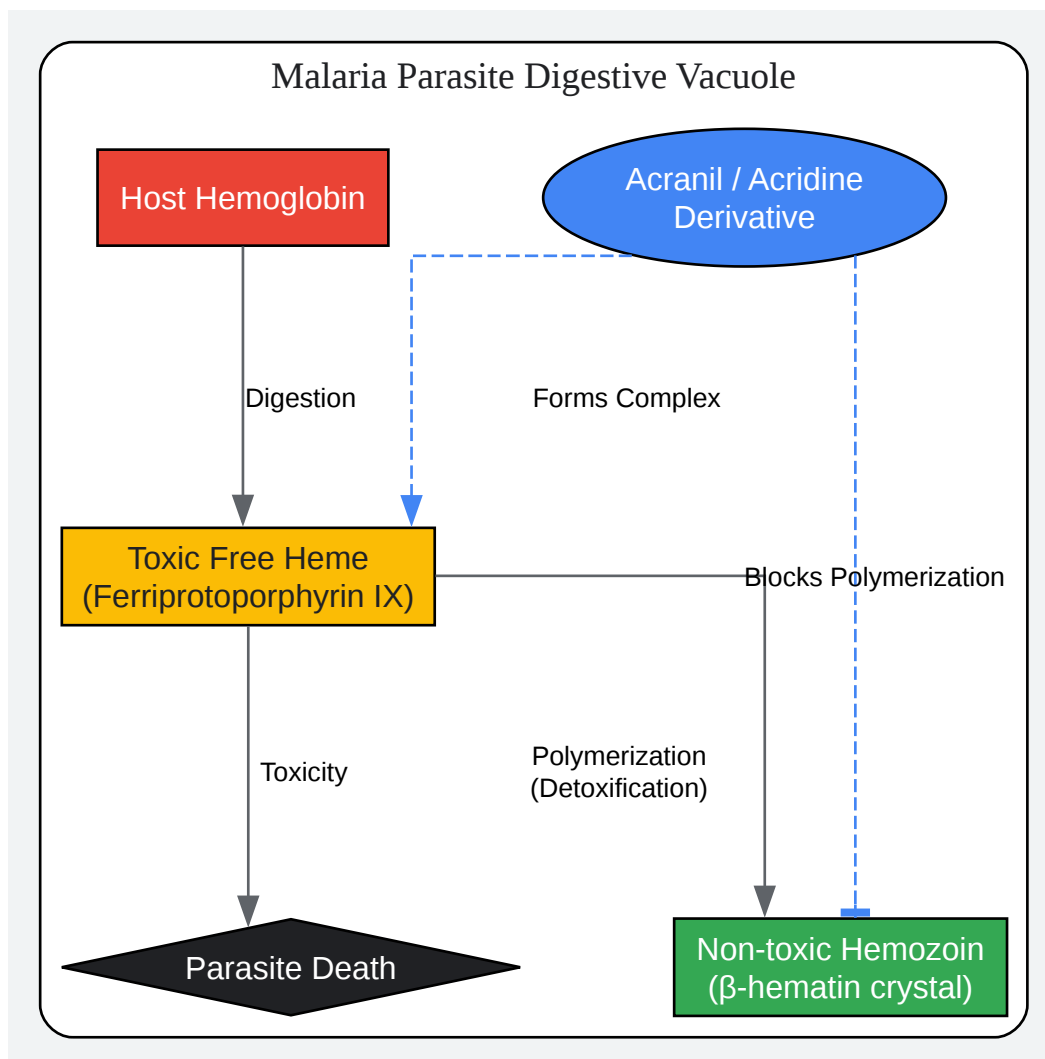 Malaria Parasite Digestive Vacuole
Host Hemoglobin
Acranil / Acridine
Derivative
Digestion
Forms Complex
Toxic Free Heme
(Ferriprotoporphyrin IX)
Blocks Polymerization
Toxicity
Polymerization
(Detoxification)
Parasite Death
Non-toxic Hemozoin
(β-hematin crystal)